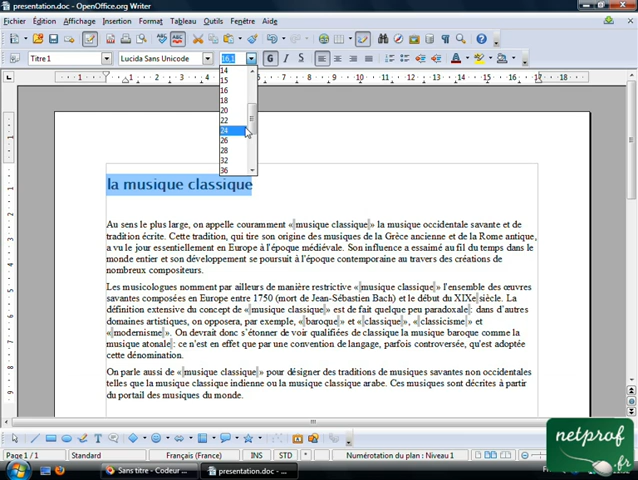 presentation.doc - OpenOffice.org Writer
Fichier Édition Affichage Insertion Format Tableau Outils Fenêtre Aide
Titre1 Lucida Sans Unicode 16,1 G I S
14
15
16
18
20
22
24
26
28
32
36
la musique classique
Au sens le plus large, on appelle couramment « musique classique » la musique occidentale savante et de
tradition écrite. Cette tradition, qui tire son origine des musiques de la Grèce ancienne et de la Rome antique,
a vu le jour essentiellement en Europe à l'époque médiévale. Son influence a essaimé au fil du temps dans le
monde entier et son développement se poursuit à l'époque contemporaine au travers des créations de
nombreux compositeurs.
Les musicologues nomment par ailleurs de manière restrictive « musique classique » l'ensemble des œuvres
savantes composées en Europe entre 1750 (mort de Jean-Sébastien Bach) et le début du XIXe siècle. La
définition extensive du concept de « musique classique » est de fait quelque peu paradoxale : dans d'autres
domaines artistiques, on opposera, par exemple, « baroque » et « classique », « classicisme » et
« modernisme ». On devrait donc s'étonner de voir qualifiées de classique la musique baroque comme la
musique atonale : ce n'est en effet que par une convention de langage, parfois controversée, qu'est adoptée
cette dénomination.
On parle aussi de « musique classique » pour désigner des traditions de musiques savantes non occidentales
telles que la musique classique indienne ou la musique classique arabe. Ces musiques sont décrites à partir
du portail des musiques du monde.
Page 1 / 1 Standard Français (France) INS STD * Numérotation du plan : Niveau 1
Sans titre - Codeur ... presentation.doc - ...
netprof
.fr